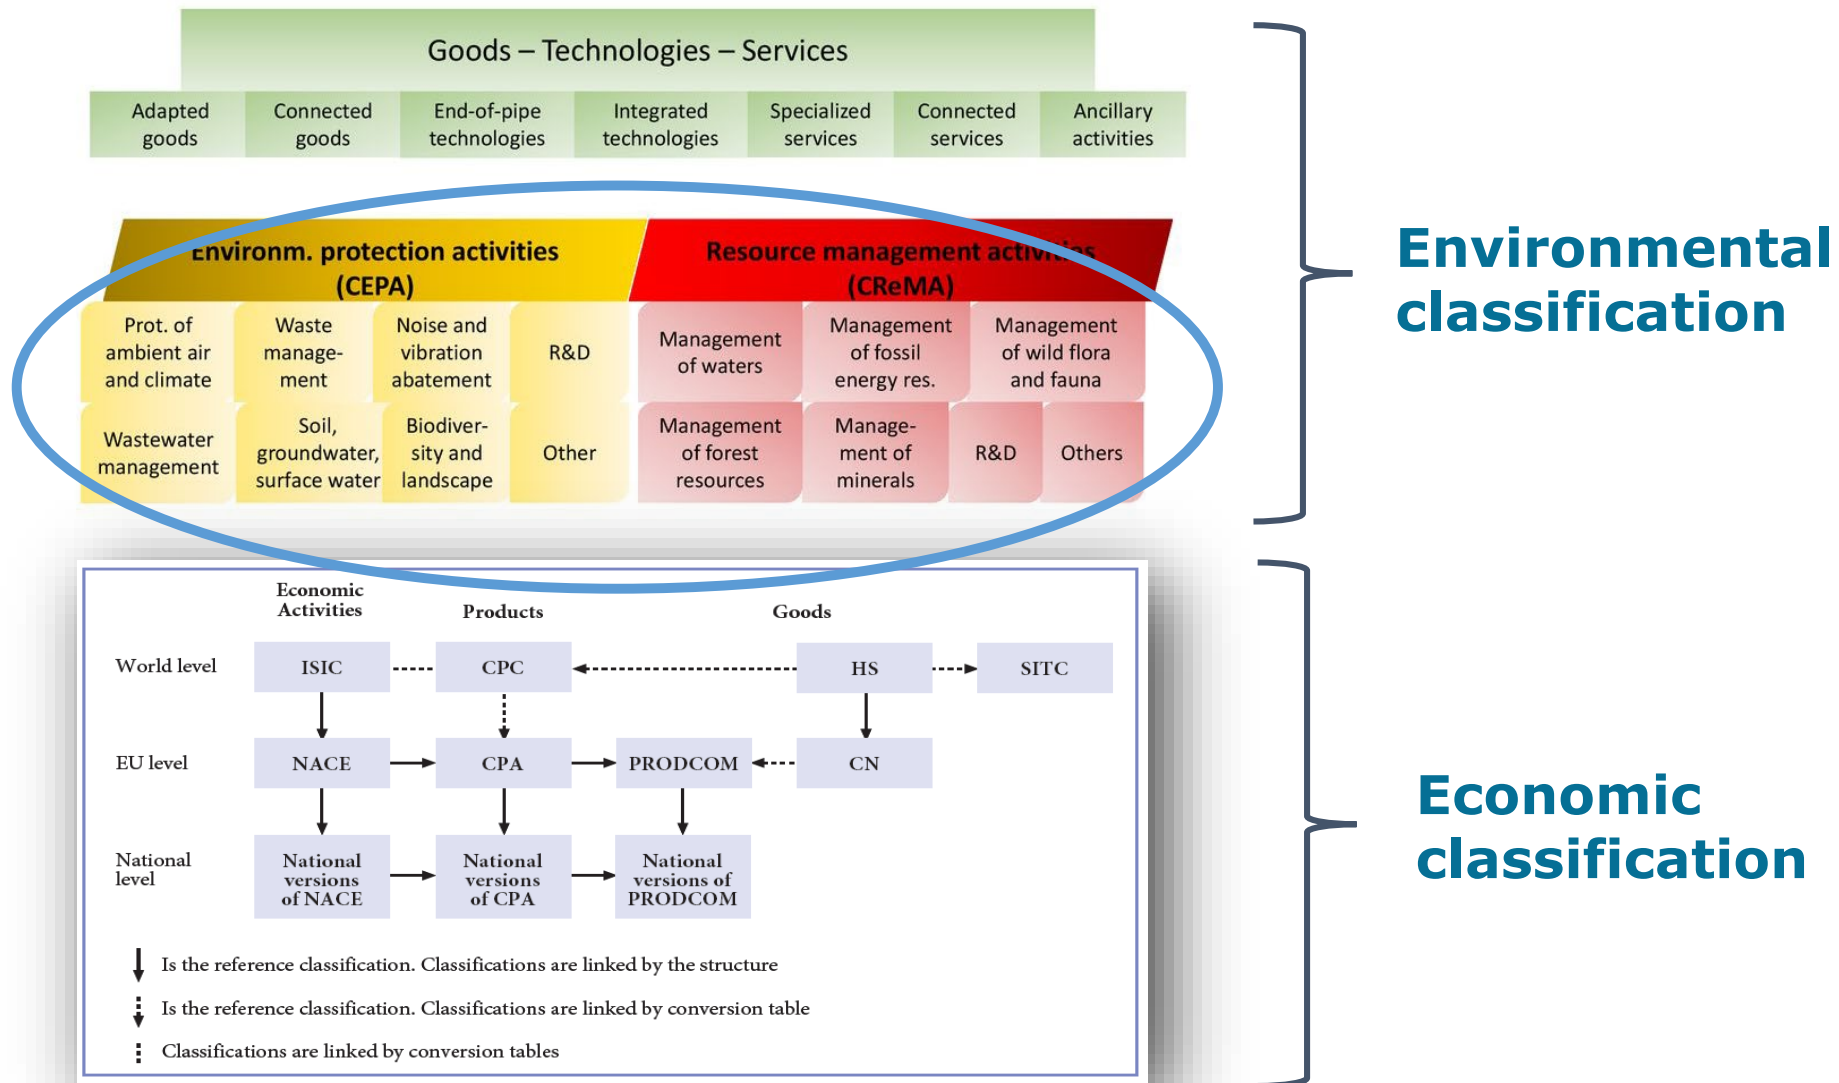 Goods – Technologies – Services
Adapted
goods
Connected
goods
End-of-pipe
technologies
Integrated
technologies
Specialized
services
Connected
services
Ancillary
activities
Environm. protection activities
(CEPA)
Resource management activities
(CReMA)
Prot. of
ambient air
and climate
Waste
manage-
ment
Noise and
vibration
abatement
R&D
Management
of waters
Management
of fossil
energy res.
Management
of wild flora
and fauna
Wastewater
management
Soil,
groundwater,
surface water
Biodiver-
sity and
landscape
Other
Management
of forest
resources
Manage-
ment of
minerals
R&D
Others
Environmental
classification
Economic
Activities
Products
Goods
World level
ISIC
CPC
HS
SITC
EU level
NACE
CPA
PRODCOM
CN
National
level
National
versions
of NACE
National
versions
of CPA
National
versions of
PRODCOM
Is the reference classification. Classifications are linked by the structure
Is the reference classification. Classifications are linked by conversion table
Classifications are linked by conversion tables
Economic
classification